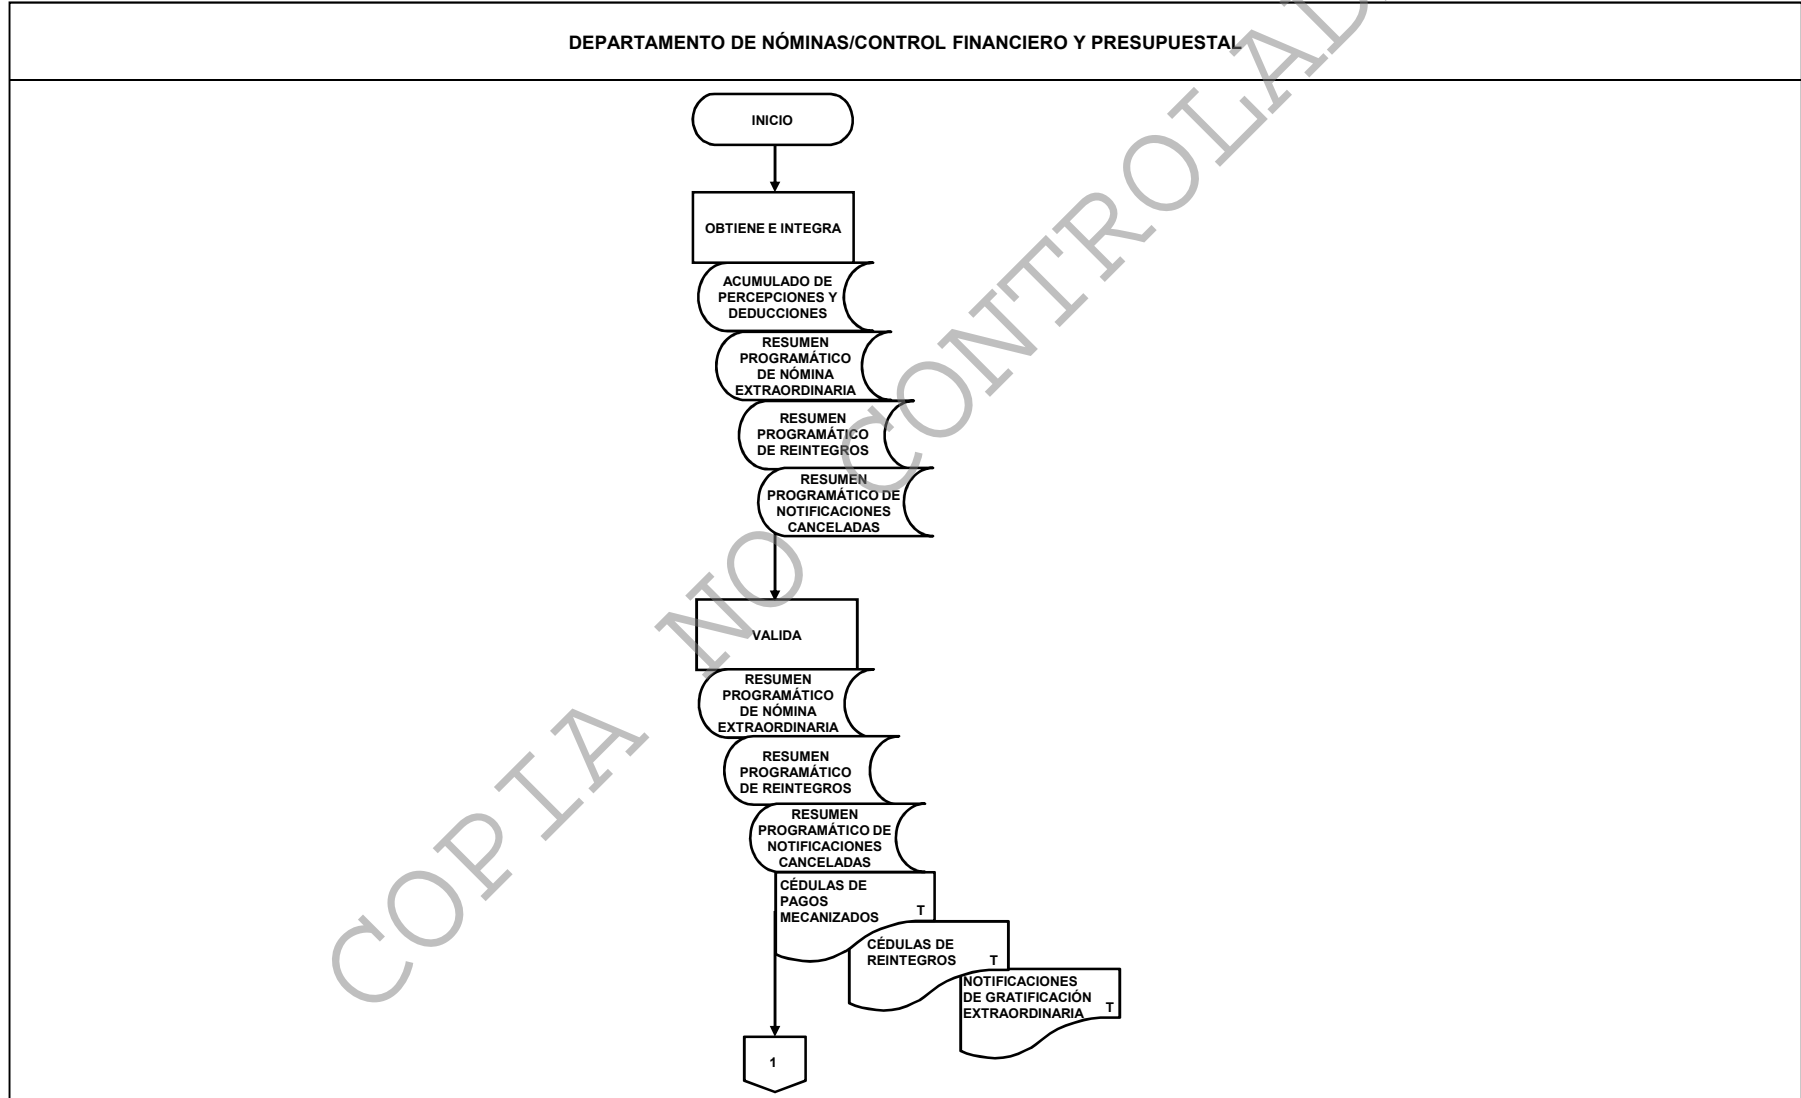 DEPARTAMENTO DE NÓMINAS/CONTROL FINANCIERO Y PRESUPUESTAL
INICIO
OBTIENE E INTEGRA
ACUMULADO DE
PERCEPCIONES Y
DEDUCCIONES
RESUMEN
PROGRAMÁTICO
DE NÓMINA
EXTRAORDINARIA
RESUMEN
PROGRAMÁTICO
DE REINTEGROS
RESUMEN
PROGRAMÁTICO DE
NOTIFICACIONES
CANCELADAS
VALIDA
RESUMEN
PROGRAMÁTICO
DE NÓMINA
EXTRAORDINARIA
RESUMEN
PROGRAMÁTICO
DE REINTEGROS
RESUMEN
PROGRAMÁTICO DE
NOTIFICACIONES
CANCELADAS
CÉDULAS DE
PAGOS
MECANIZADOS T
CÉDULAS DE
REINTEGROS T
NOTIFICACIONES
DE GRATIFICACIÓN
EXTRAORDINARIA T
1
COPIA NO CONTROLAD